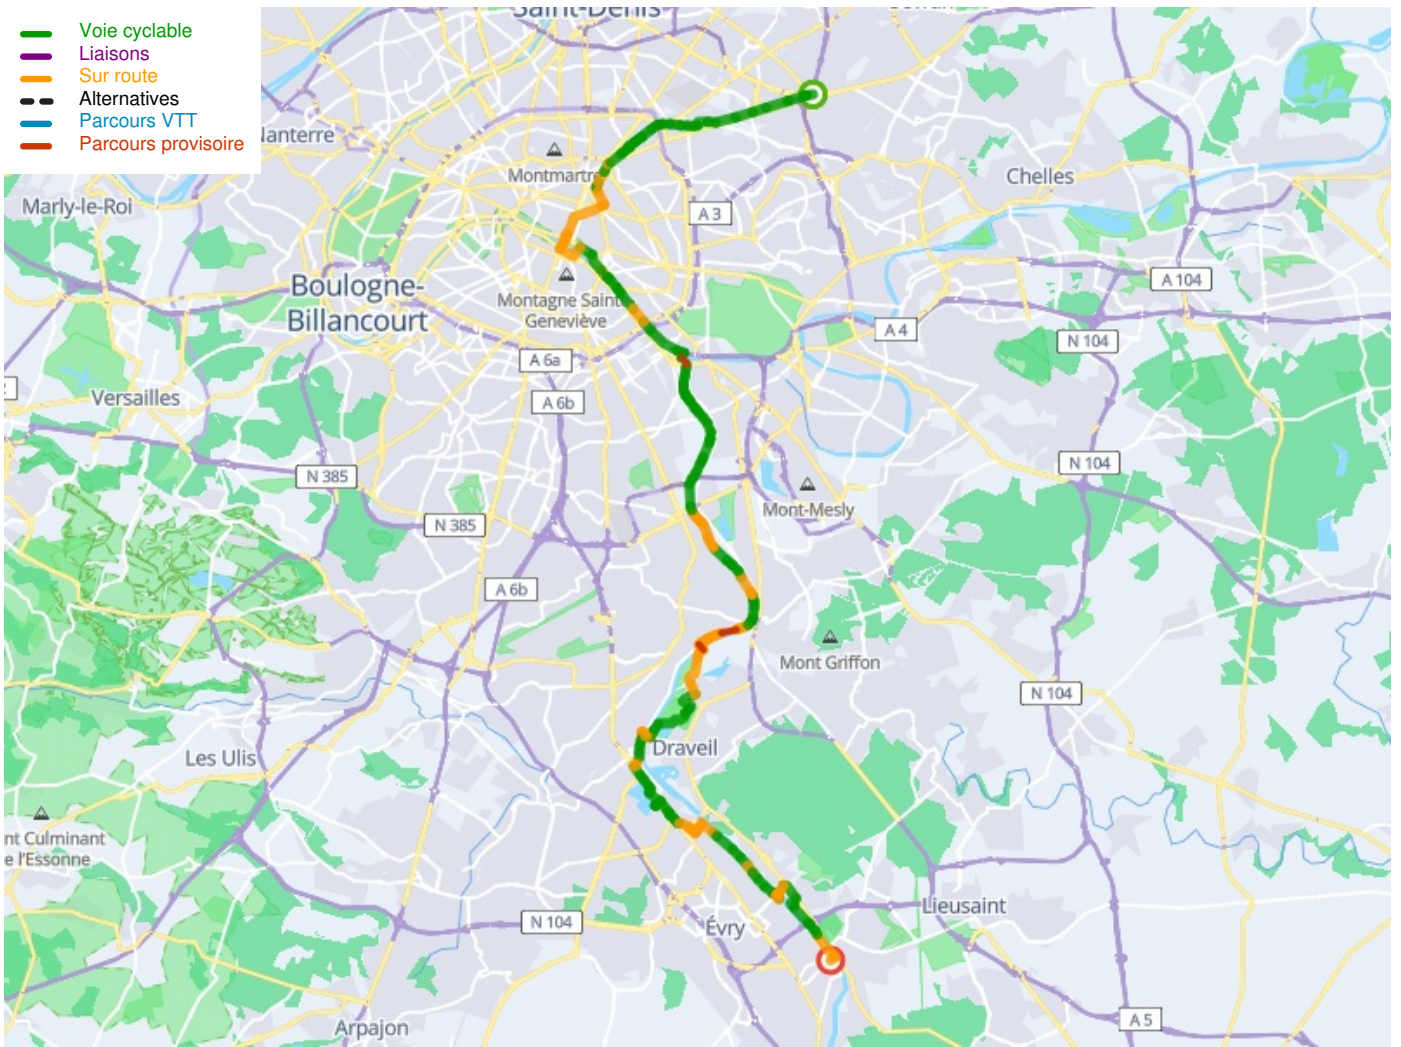 Voie cyclable
Liaisons
Sur route
Alternatives
Parcours VTT
Parcours provisoire
Saint-Denis
Nanterre
Montmartre
Chelles
Marly-le-Roi
A 3
Boulogne-
Billancourt
Montagne Sainte
Geneviève
A 104
A 4
N 104
A 6a
A 6b
Versailles
N 385
N 104
Mont-Mesly
N 385
A 6b
Mont Griffon
N 104
Draveil
Les Ulis
nt Culminant
e l'Essonne
Lieusaint
N 104
Évry
A 5
Arpajon